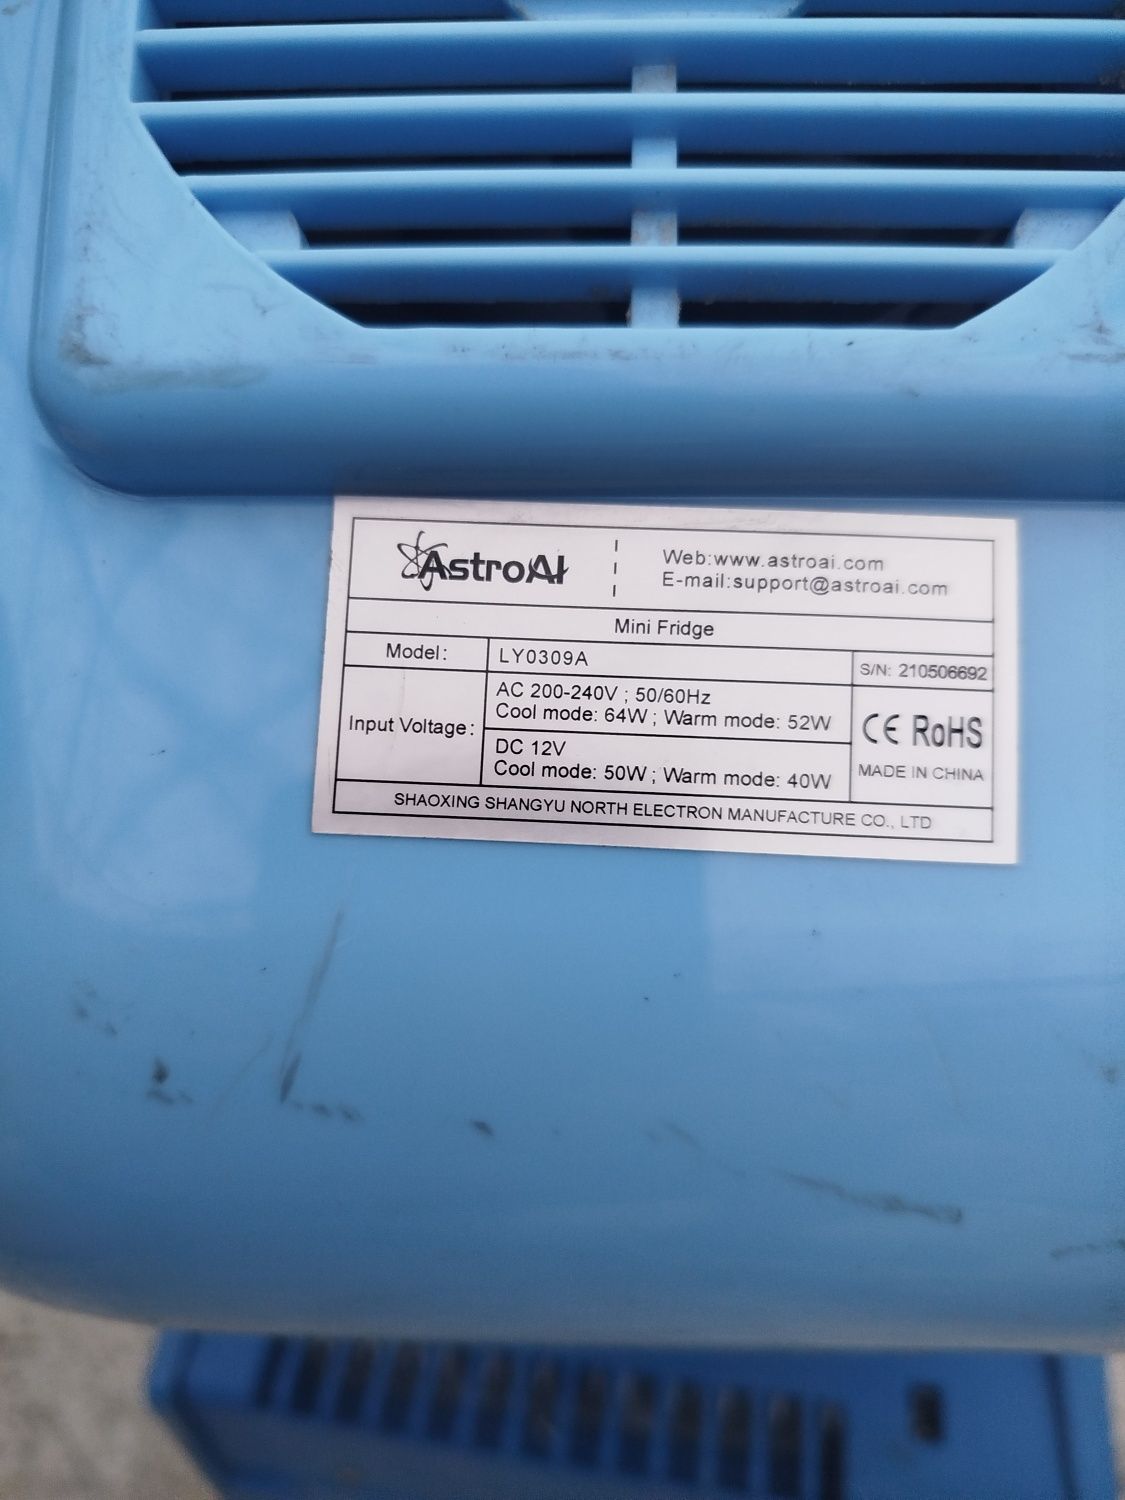 AstroAI
Web:www.astroai.com
E-mail:support@astroai.com
Mini Fridge
Model:
LY0309A
S/N: 210506692
Input Voltage:
AC 200-240V ; 50/60Hz
Cool mode: 64W ; Warm mode: 52W
DC 12V
Cool mode: 50W ; Warm mode: 40W
CE RoHS
MADE IN CHINA
SHAOXING SHANGYU NORTH ELECTRON MANUFACTURE CO., LTD